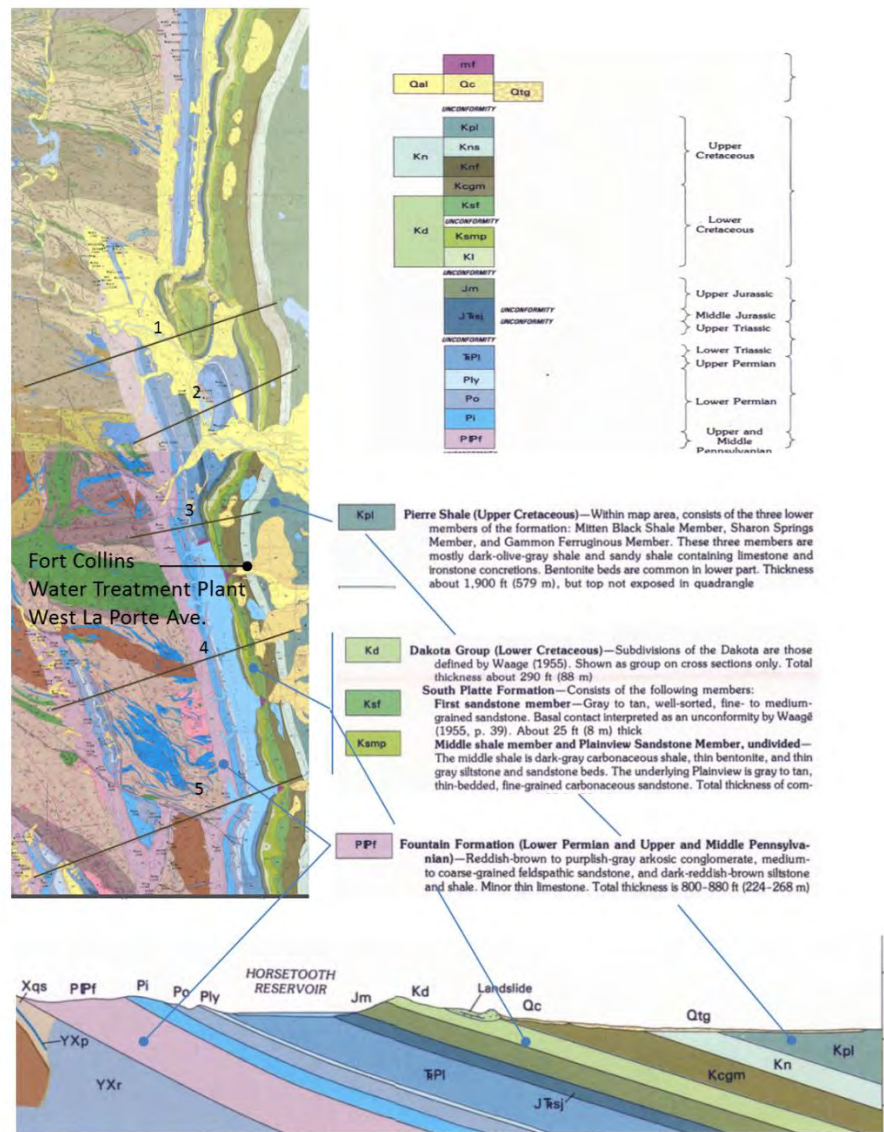 1
2
3
Fort Collins
Water Treatment Plant
West La Porte Ave.
4
5
mf
Qal
Qc
Qtg
UNCONFORMITY
Kpl
Kn
Kns
Knf
Kcgm
Kd
Ksf
UNCONFORMITY
Ksmp
Kl
UNCONFORMITY
Jm
JTrsj
UNCONFORMITY
UNCONFORMITY
UNCONFORMITY
TrPl
Ply
Po
Pi
PIPf
Upper
Cretaceous
Lower
Cretaceous
Upper Jurassic
Middle Jurassic
Upper Triassic
Lower Triassic
Upper Permian
Lower Permian
Upper and
Middle
Pennsylvanian
Kpl
Pierre Shale (Upper Cretaceous)—Within map area, consists of the three lower
members of the formation: Mitten Black Shale Member, Sharon Springs
Member, and Gammon Ferruginous Member. These three members are
mostly dark-olive-gray shale and sandy shale containing limestone and
ironstone concretions. Bentonite beds are common in lower part. Thickness
about 1,900 ft (579 m), but top not exposed in quadrangle
Kd
Dakota Group (Lower Cretaceous)—Subdivisions of the Dakota are those
defined by Waage (1955). Shown as group on cross sections only. Total
thickness about 290 ft (88 m)
Ksf
South Platte Formation—Consists of the following members:
First sandstone member—Gray to tan, well-sorted, fine- to medium-
grained sandstone. Basal contact interpreted as an unconformity by Waagé
(1955, p. 39). About 25 ft (8 m) thick
Ksmp
Middle shale member and Plainview Sandstone Member, undivided—
The middle shale is dark-gray carbonaceous shale, thin bentonite, and thin
gray siltstone and sandstone beds. The underlying Plainview is gray to tan,
thin-bedded, fine-grained carbonaceous sandstone. Total thickness of com-
PIPf
Fountain Formation (Lower Permian and Upper and Middle Pennsylva-
nian)—Reddish-brown to purplish-gray arkosic conglomerate, medium-
to coarse-grained feldspathic sandstone, and dark-reddish-brown siltstone
and shale. Minor thin limestone. Total thickness is 800-880 ft (224-268 m)
Xqs
PIPf
Pi
Po
Ply
HORSETOOTH
RESERVOIR
Jm
Kd
Landslide
Qc
Qtg
YXp
YXr
TrPl
JTrsj
Kcgm
Kn
Kpl